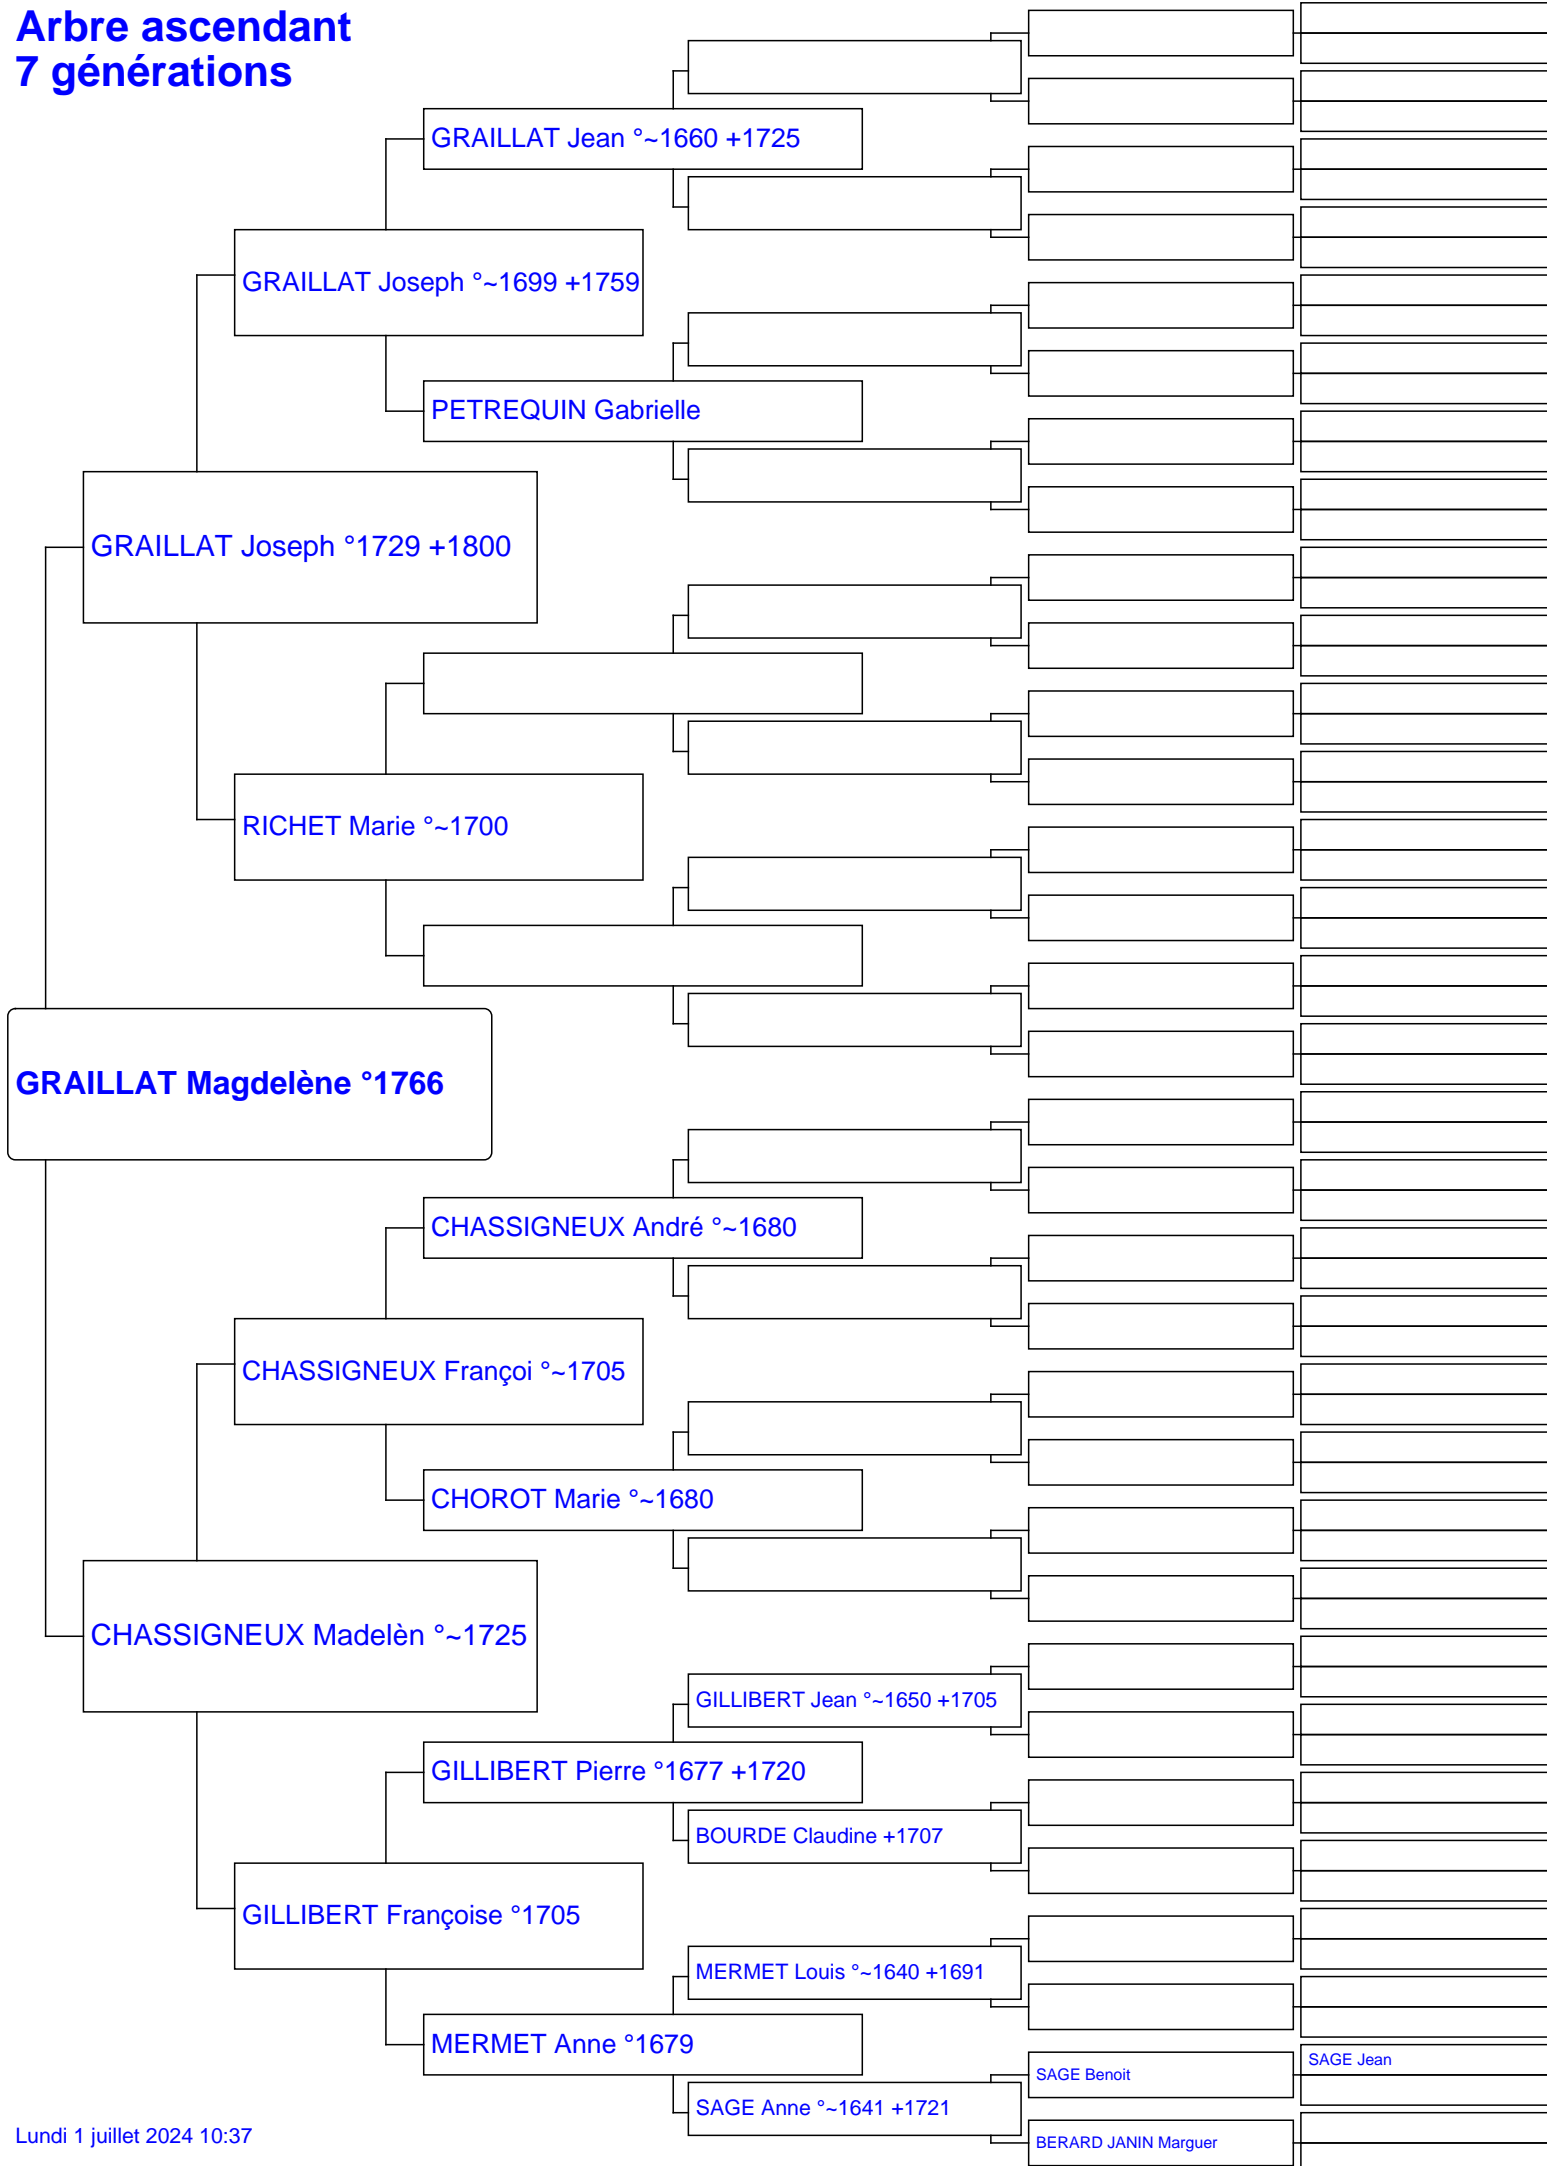 Arbre ascendant
7 générations
GRAILLAT Jean °~1660 +1725
GRAILLAT Joseph °~1699 +1759
PETREQUIN Gabrielle
GRAILLAT Joseph °1729 +1800
RICHET Marie °~1700
GRAILLAT Magdelène °1766
CHASSIGNEUX André °~1680
CHASSIGNEUX Françoi °~1705
CHOROT Marie °~1680
CHASSIGNEUX Madelèn °~1725
GILLIBERT Jean °~1650 +1705
GILLIBERT Pierre °1677 +1720
BOURDE Claudine +1707
GILLIBERT Françoise °1705
MERMET Louis °~1640 +1691
MERMET Anne °1679
SAGE Jean
SAGE Benoit
SAGE Anne °~1641 +1721
BERARD JANIN Marguer
Lundi 1 juillet 2024 10:37